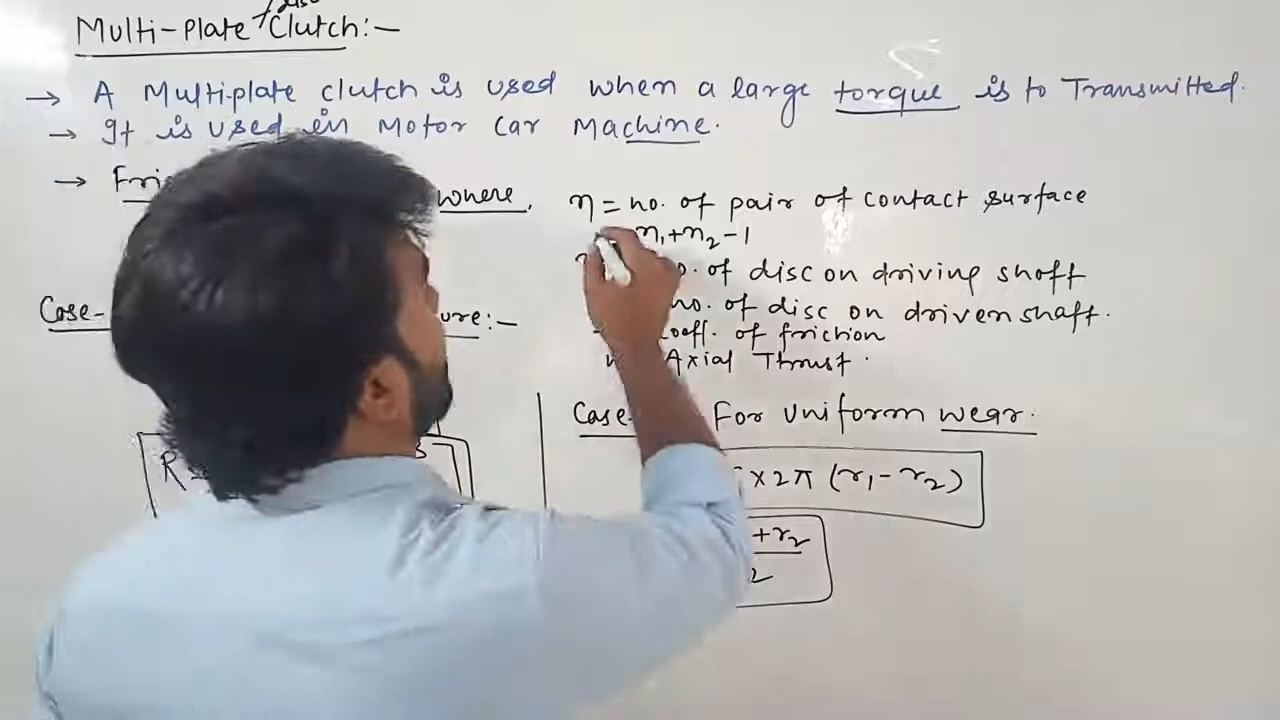 Multi-Plate / disc Clutch:-
→ A Multiplate clutch is used when a large torque is to Transmitted.
→ It is used in Motor Car Machine.
→ where, η = no. of pair of contact surface
n₁+n₂-1
no. of disc on driving shoff
no. of disc on driven shaft.
coeff. of friction
Axial Thrust.
Case-
ure:-
Case- For Uniform wear.
R =
× 2π (r₁ - r₂)
+r₂
2